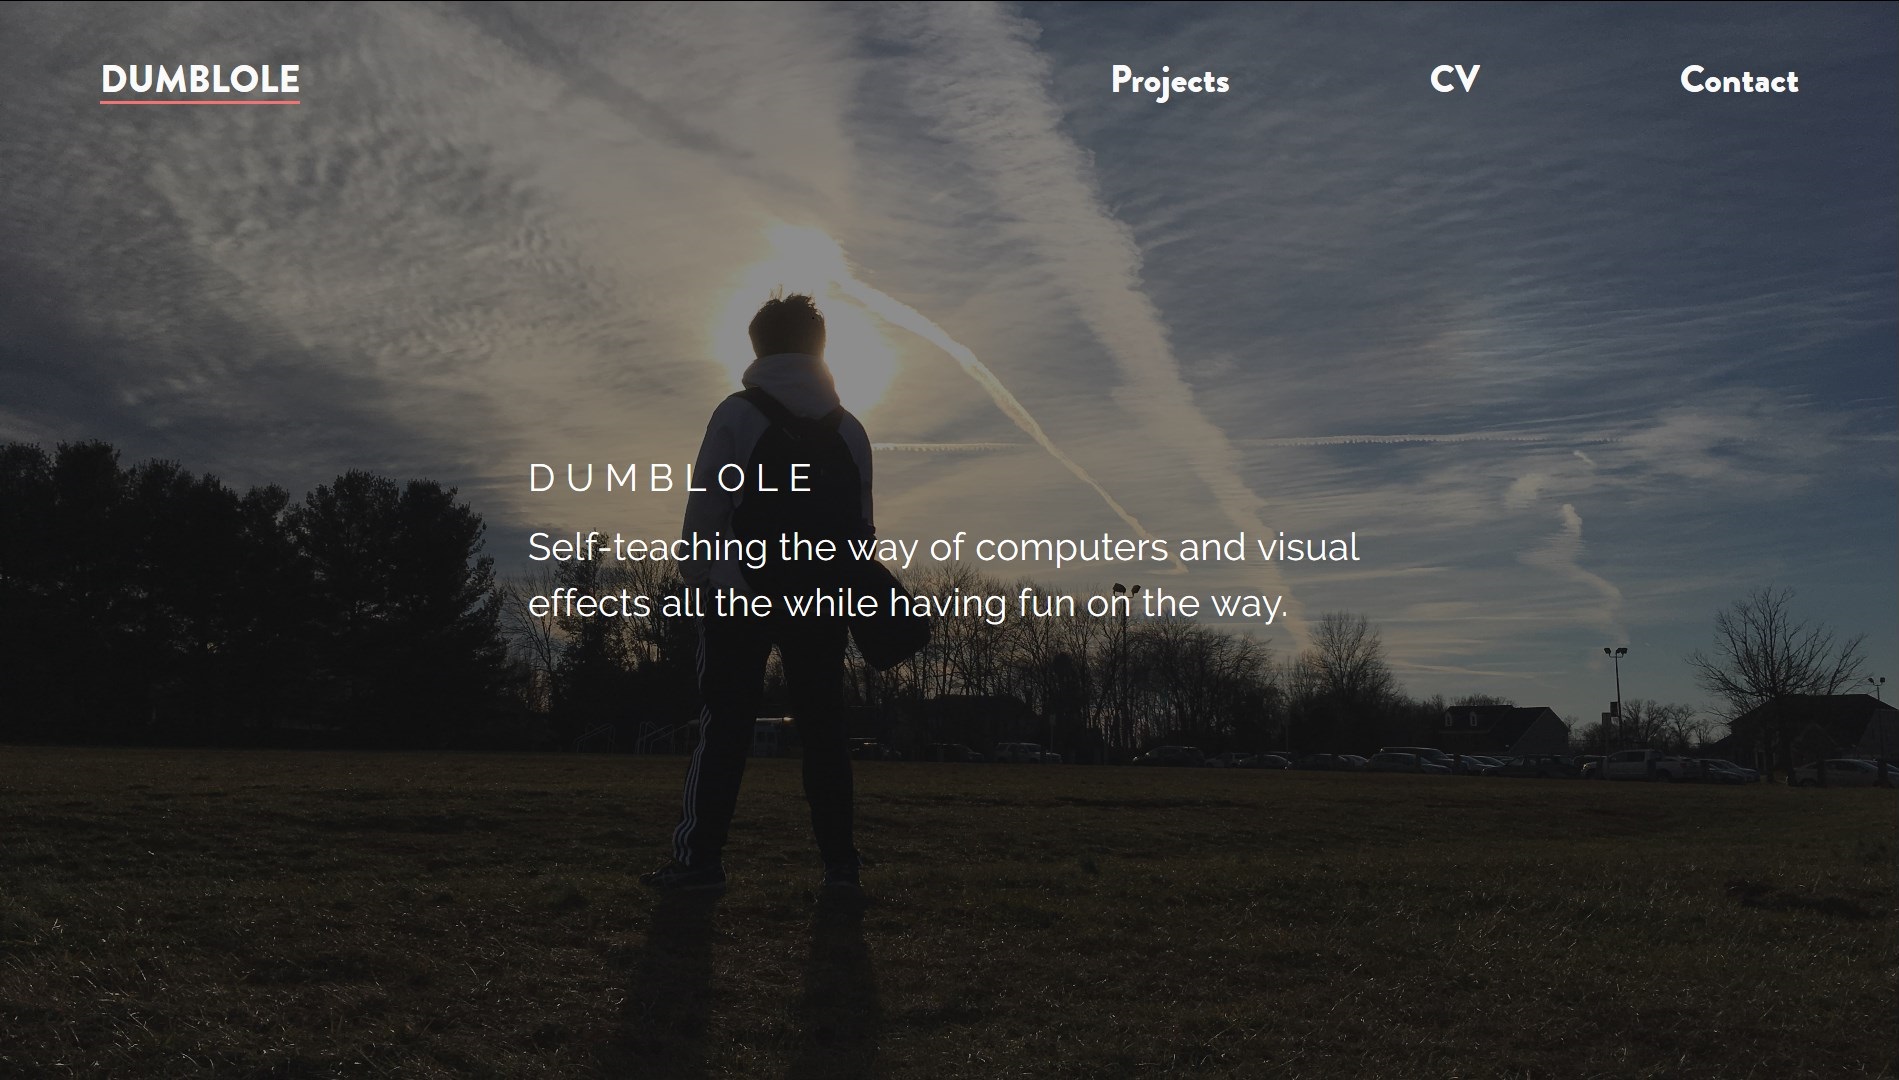 DUMBLOLE
Projects
CV
Contact
DUMBLOLE
Self-teaching the way of computers and visual
effects all the while having fun on the way.